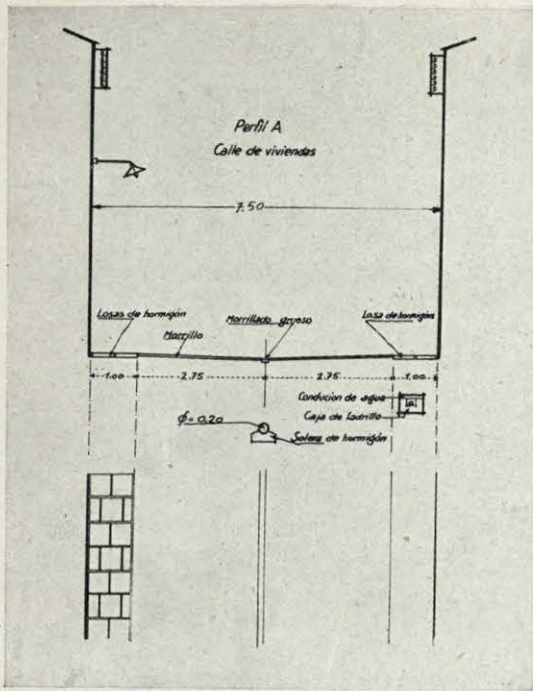 Perfil A
Calle de viviendas
7.50
Losas de hormigón
Morrillo
Morrillado grueso
Losa de hormigón
1.00
2.75
2.75
1.00
Condución de agua
Caja de Ladrillo
ϕ = 0,20
Solera de hormigón